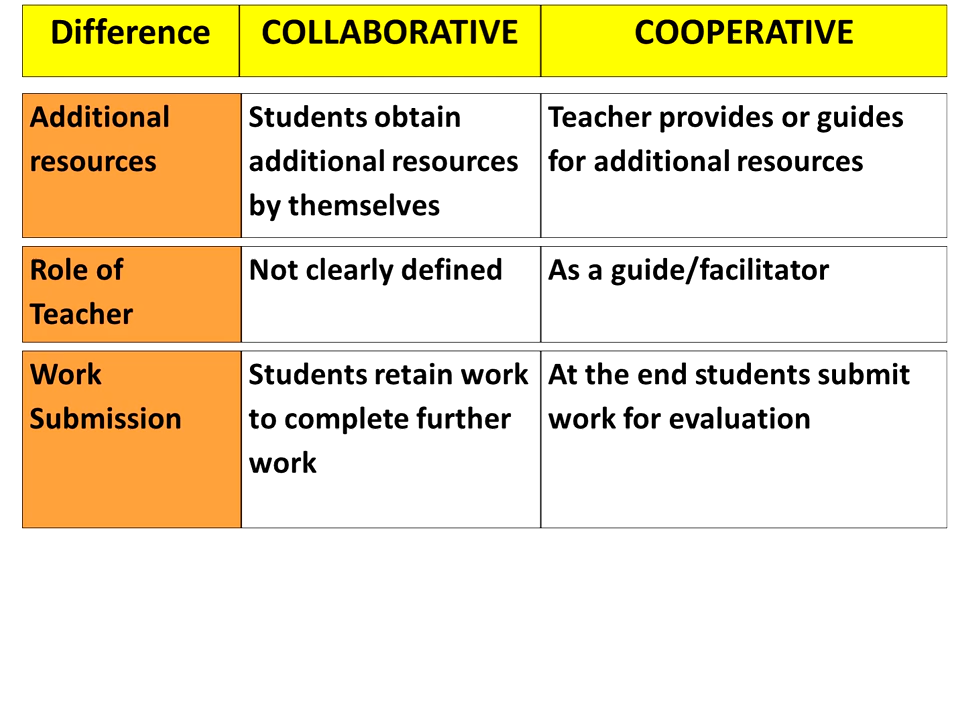 Difference
COLLABORATIVE
COOPERATIVE
Additional
resources
Students obtain
additional resources
by themselves
Teacher provides or guides
for additional resources
Role of
Teacher
Not clearly defined
As a guide/facilitator
Work
Submission
Students retain work
to complete further
work
At the end students submit
work for evaluation